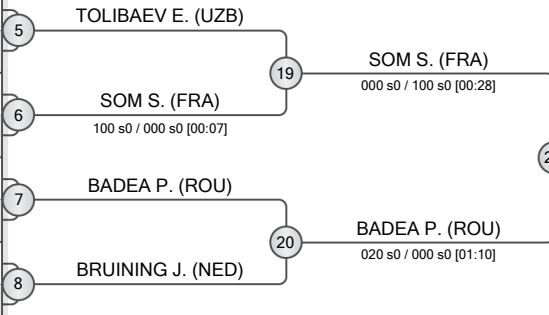 TOLIBAEV E. (UZB)
5
19
SOM S. (FRA)
000 s0 / 100 s0 [00:28]
SOM S. (FRA)
6
100 s0 / 000 s0 [00:07]
BADEA P. (ROU)
7
20
BADEA P. (ROU)
020 s0 / 000 s0 [01:10]
BRUINING J. (NED)
8